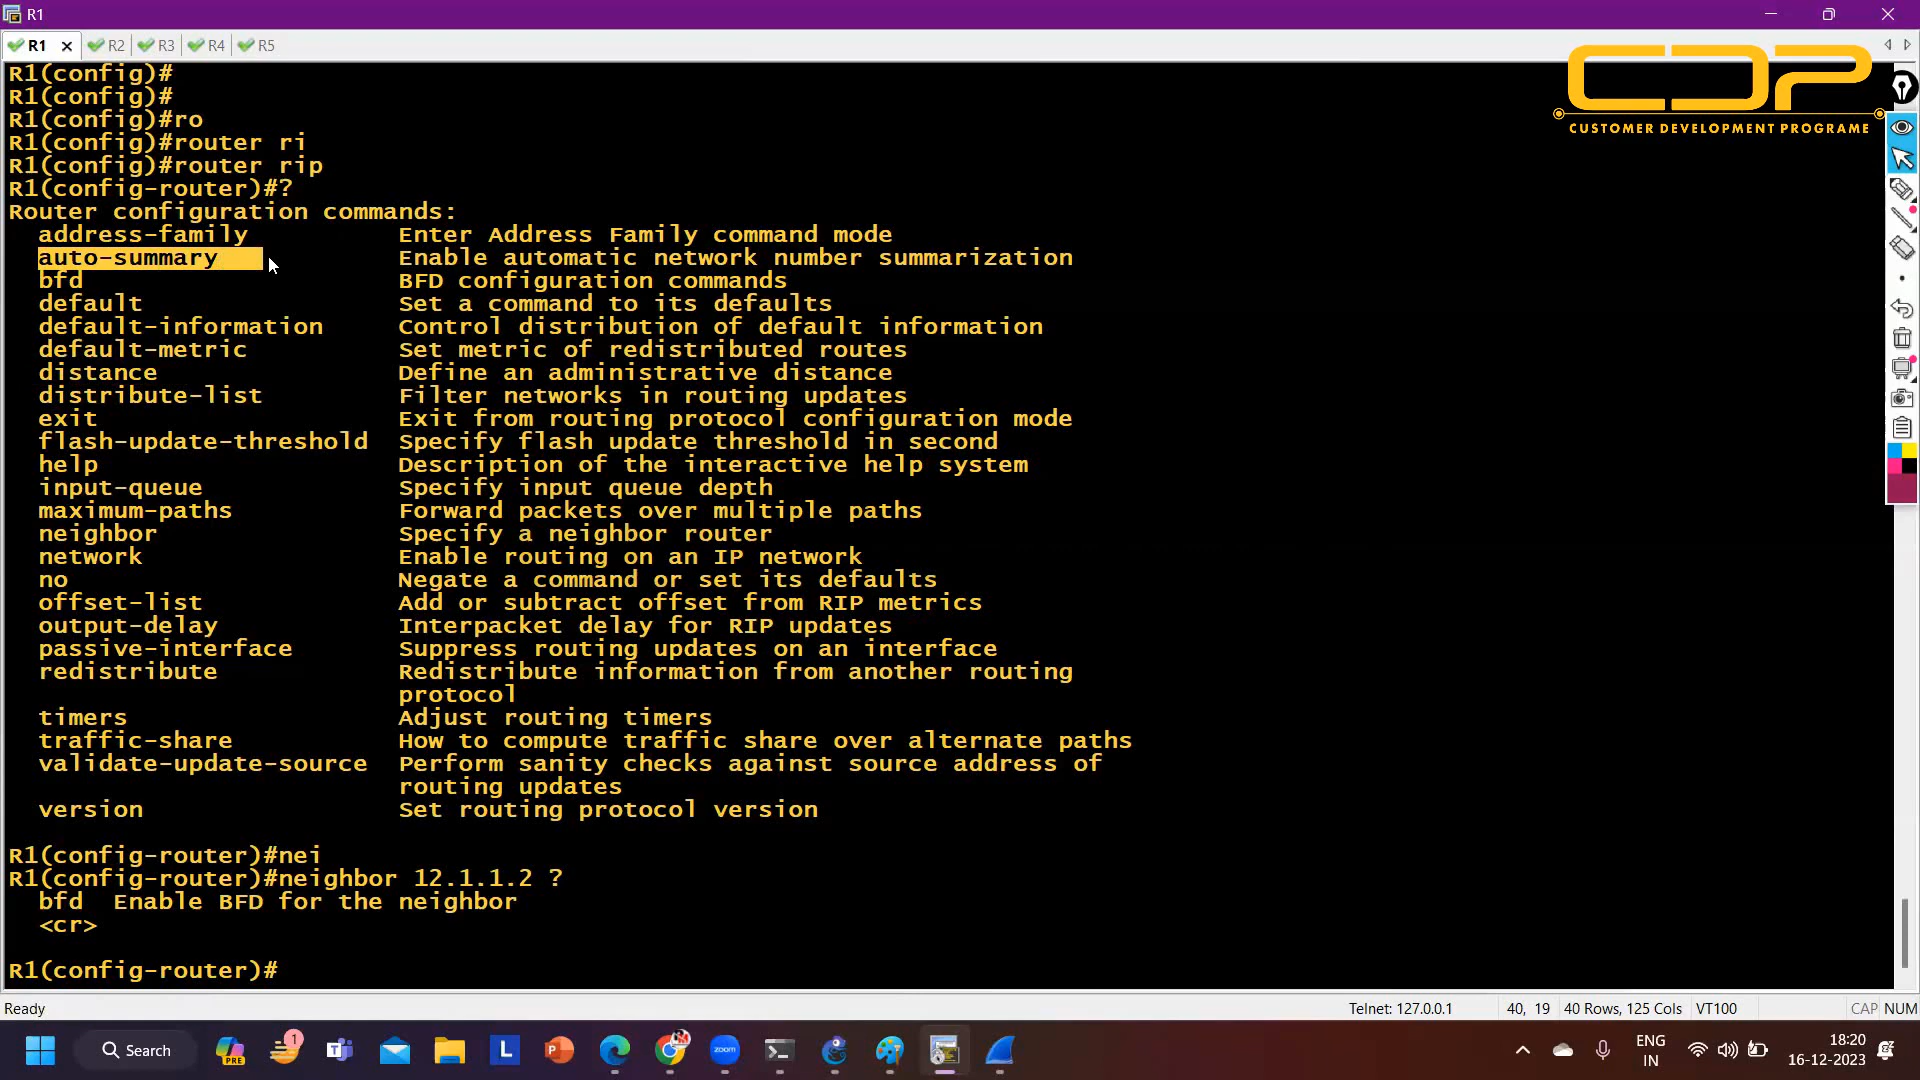 R1
R1
R2
R3
R4
R5
R1(config)#
R1(config)#
R1(config)#ro
R1(config)#router ri
R1(config)#router rip
R1(config-router)#?
Router configuration commands:
address-family Enter Address Family command mode
auto-summary Enable automatic network number summarization
bfd BFD configuration commands
default Set a command to its defaults
default-information Control distribution of default information
default-metric Set metric of redistributed routes
distance Define an administrative distance
distribute-list Filter networks in routing updates
exit Exit from routing protocol configuration mode
flash-update-threshold Specify flash update threshold in second
help Description of the interactive help system
input-queue Specify input queue depth
maximum-paths Forward packets over multiple paths
neighbor Specify a neighbor router
network Enable routing on an IP network
no Negate a command or set its defaults
offset-list Add or subtract offset from RIP metrics
output-delay Interpacket delay for RIP updates
passive-interface Suppress routing updates on an interface
redistribute Redistribute information from another routing
protocol
timers Adjust routing timers
traffic-share How to compute traffic share over alternate paths
validate-update-source Perform sanity checks against source address of
routing updates
version Set routing protocol version
R1(config-router)#nei
R1(config-router)#neighbor 12.1.1.2 ?
bfd Enable BFD for the neighbor
<cr>
R1(config-router)#
CDP
CUSTOMER DEVELOPMENT PROGRAME
Ready
Telnet: 127.0.0.1 40, 19 40 Rows, 125 Cols VT100 CAP NUM
Search
PRE
1
L
zoom
ENG
IN
18:20
16-12-2023